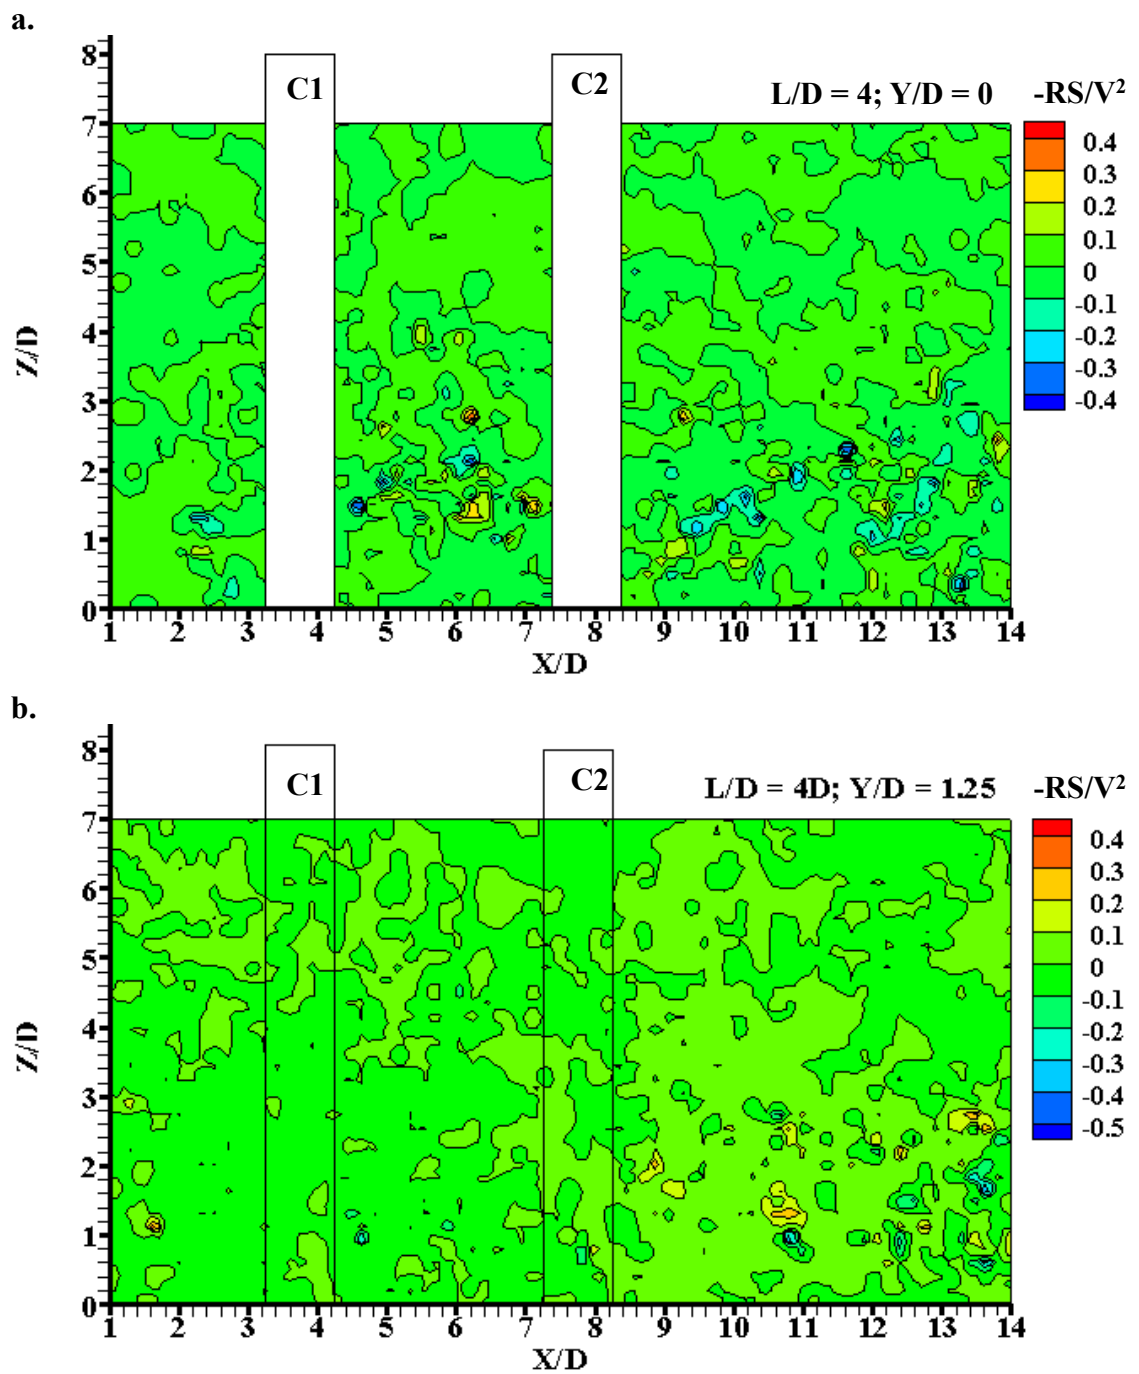 a.
C1
C2
L/D = 4; Y/D = 0
-RS/V²
8
7
6
5
4
3
2
1
0
Z/D
0.4
0.3
0.2
0.1
0
-0.1
-0.2
-0.3
-0.4
1 2 3 4 5 6 7 8 9 10 11 12 13 14
X/D
b.
C1
C2
L/D = 4D; Y/D = 1.25
-RS/V²
8
7
6
5
4
3
2
1
0
Z/D
0.4
0.3
0.2
0.1
0
-0.1
-0.2
-0.3
-0.4
-0.5
1 2 3 4 5 6 7 8 9 10 11 12 13 14
X/D